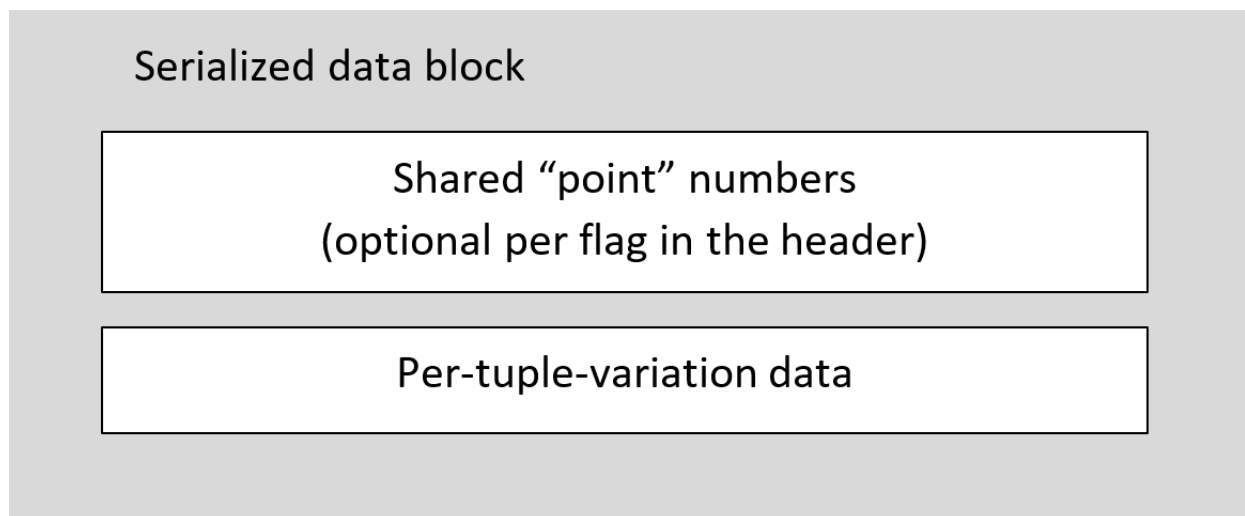 Serialized data block
Shared “point” numbers
(optional per flag in the header)
Per-tuple-variation data